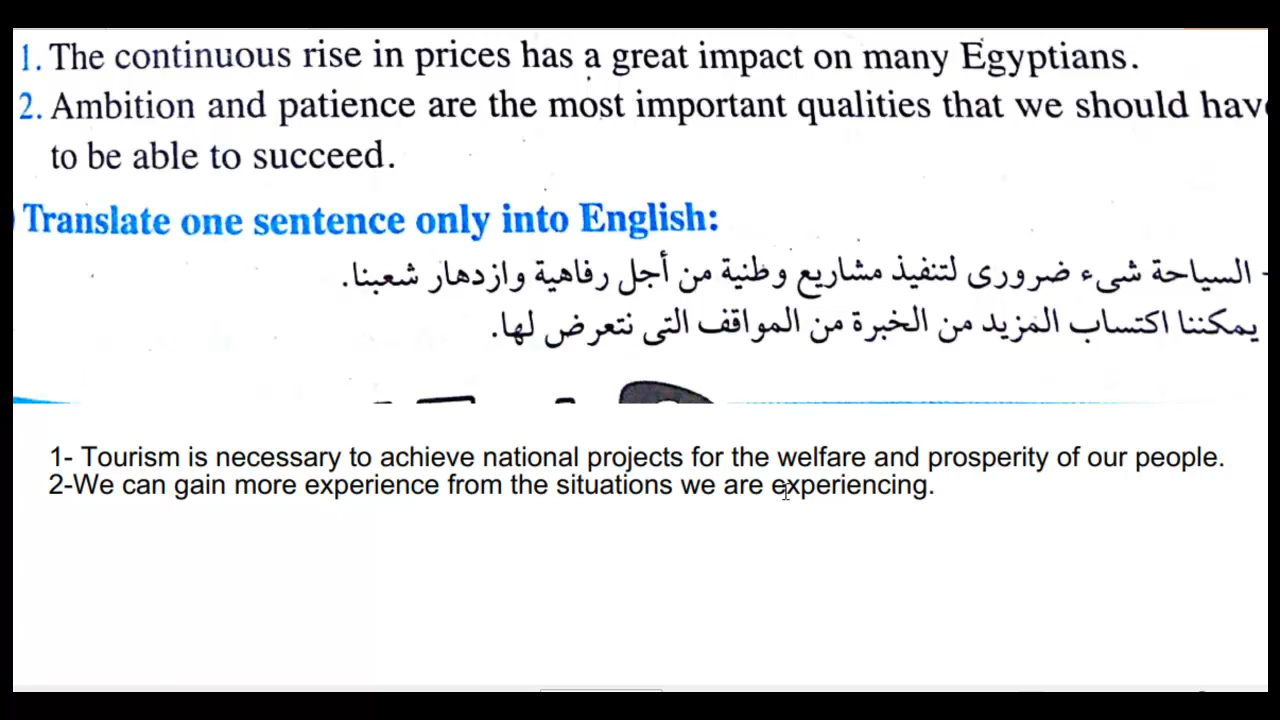 1. The continuous rise in prices has a great impact on many Egyptians.
2. Ambition and patience are the most important qualities that we should have
to be able to succeed.
Translate one sentence only into English:
- السياحة شىء ضرورى لتنفيذ مشاريع وطنية من أجل رفاهية وازدهار شعبنا.
يمكننا اكتساب المزيد من الخبرة من المواقف التى نتعرض لها.
1- Tourism is necessary to achieve national projects for the welfare and prosperity of our people.
2-We can gain more experience from the situations we are experiencing.